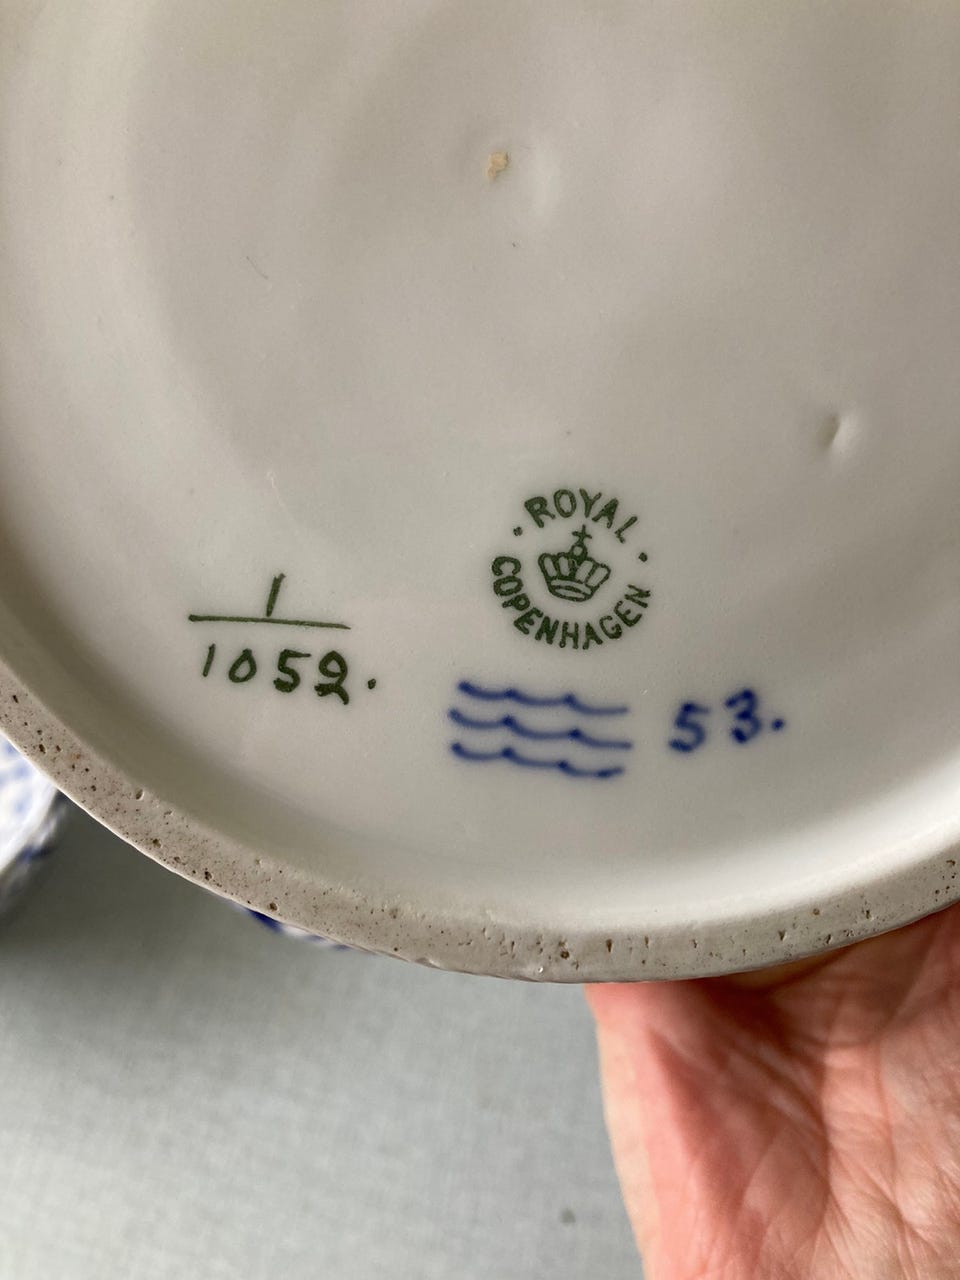 ROYAL
COPENHAGEN
1
1052.
53.